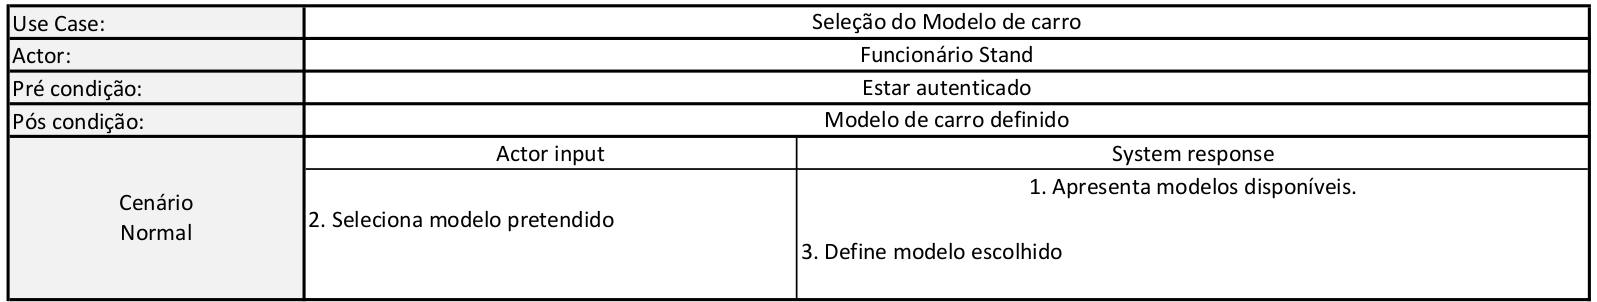 Use Case: Seleção do Modelo de carro
Actor: Funcionário Stand
Pré condição: Estar autenticado
Pós condição: Modelo de carro definido
Cenário
Normal
Actor input System response
1. Apresenta modelos disponíveis.
2. Seleciona modelo pretendido
3. Define modelo escolhido